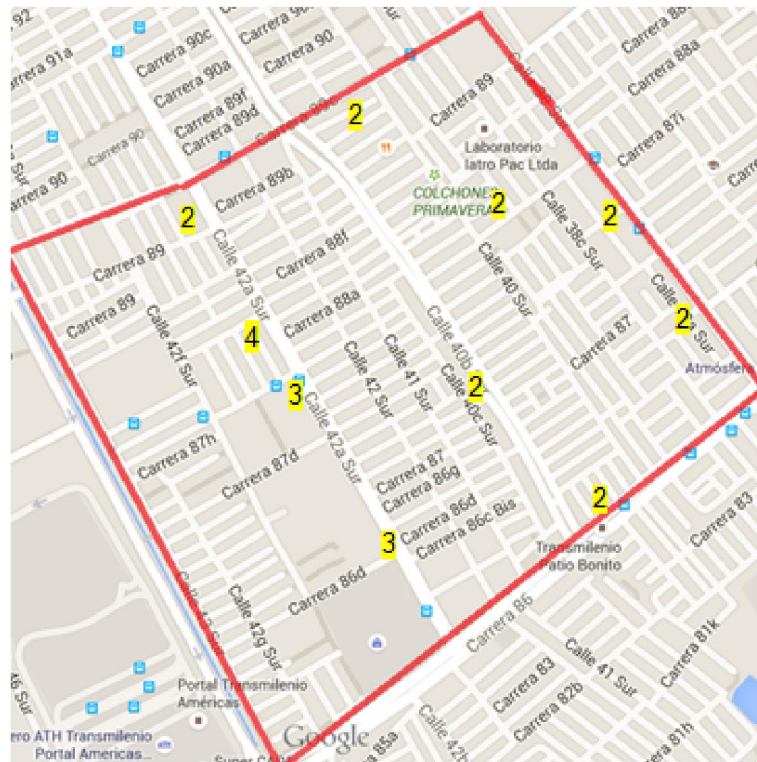 Carrera 90c
Carrera 90
Carrera 91a
Carrera 90a
Carrera 89f
Carrera 89d
Carrera 88a
Carrera 89
2
Carrera 87i
Carrera 90
Laboratorio
Iatro Pac Ltda
Carrera 90
Carrera 89b
COLCHONES
PRIMAVERA
2
2
2
Calle 38c Sur
Carrera 89
Calle 42a Sur
Carrera 88f
Calle 40 Sur
Carrera 89
Carrera 88a
2
4
Calle 42f Sur
Calle 42 Sur
Calle 41 Sur
Calle 40b
Carrera 87
Atmósfera
3
2
Calle 42a Sur
Carrera 87h
Carrera 87d
Carrera 87
Carrera 86g
2
Carrera 83
3
Carrera 86d
Carrera 86c Bis
Transmilenio
Patio Bonito
Carrera 86d
Calle 42g Sur
Carrera 86
Carrera 81k
Calle 41 Sur
Carrera 83
Carrera 82b
Portal Transmilenio
Américas
46 Sur
Google
Carrera 81h
ero ATH Transmilenio
Portal Americas...
85a